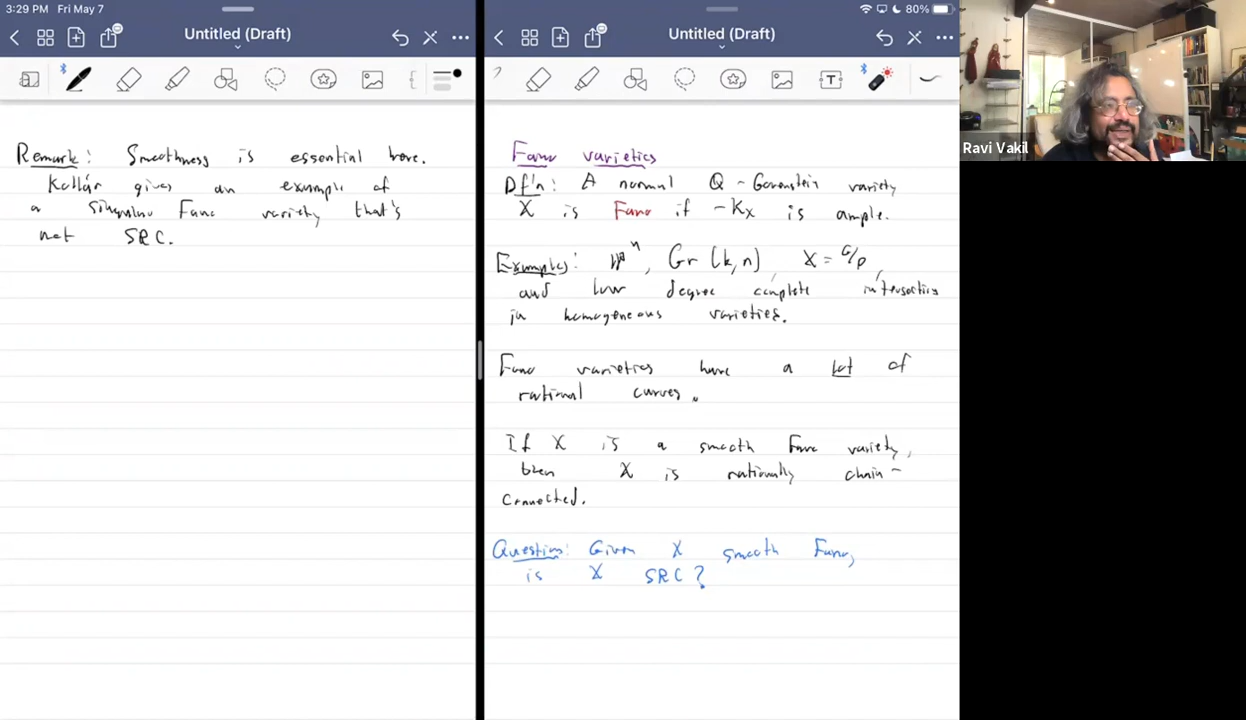 3:29 PM Fri May 7
Untitled (Draft)
Remark: Smoothness is essential here.
Kollár gives an example of
a singular Fano variety that's
not SRC.
80%
Untitled (Draft)
T
Fano varieties
Df'n: A normal Q-Gorenstein variety
X is Fano if -K_X is ample.
Examples: P^n, Gr(k,n) X = G/P,
and low degree complete intersections
in homogeneous varieties.
Fano varieties have a lot of
rational curves.
If X is a smooth Fano variety,
then X is rationally chain-
connected.
Question: Given X smooth Fano,
is X SRC?
Ravi Vakil